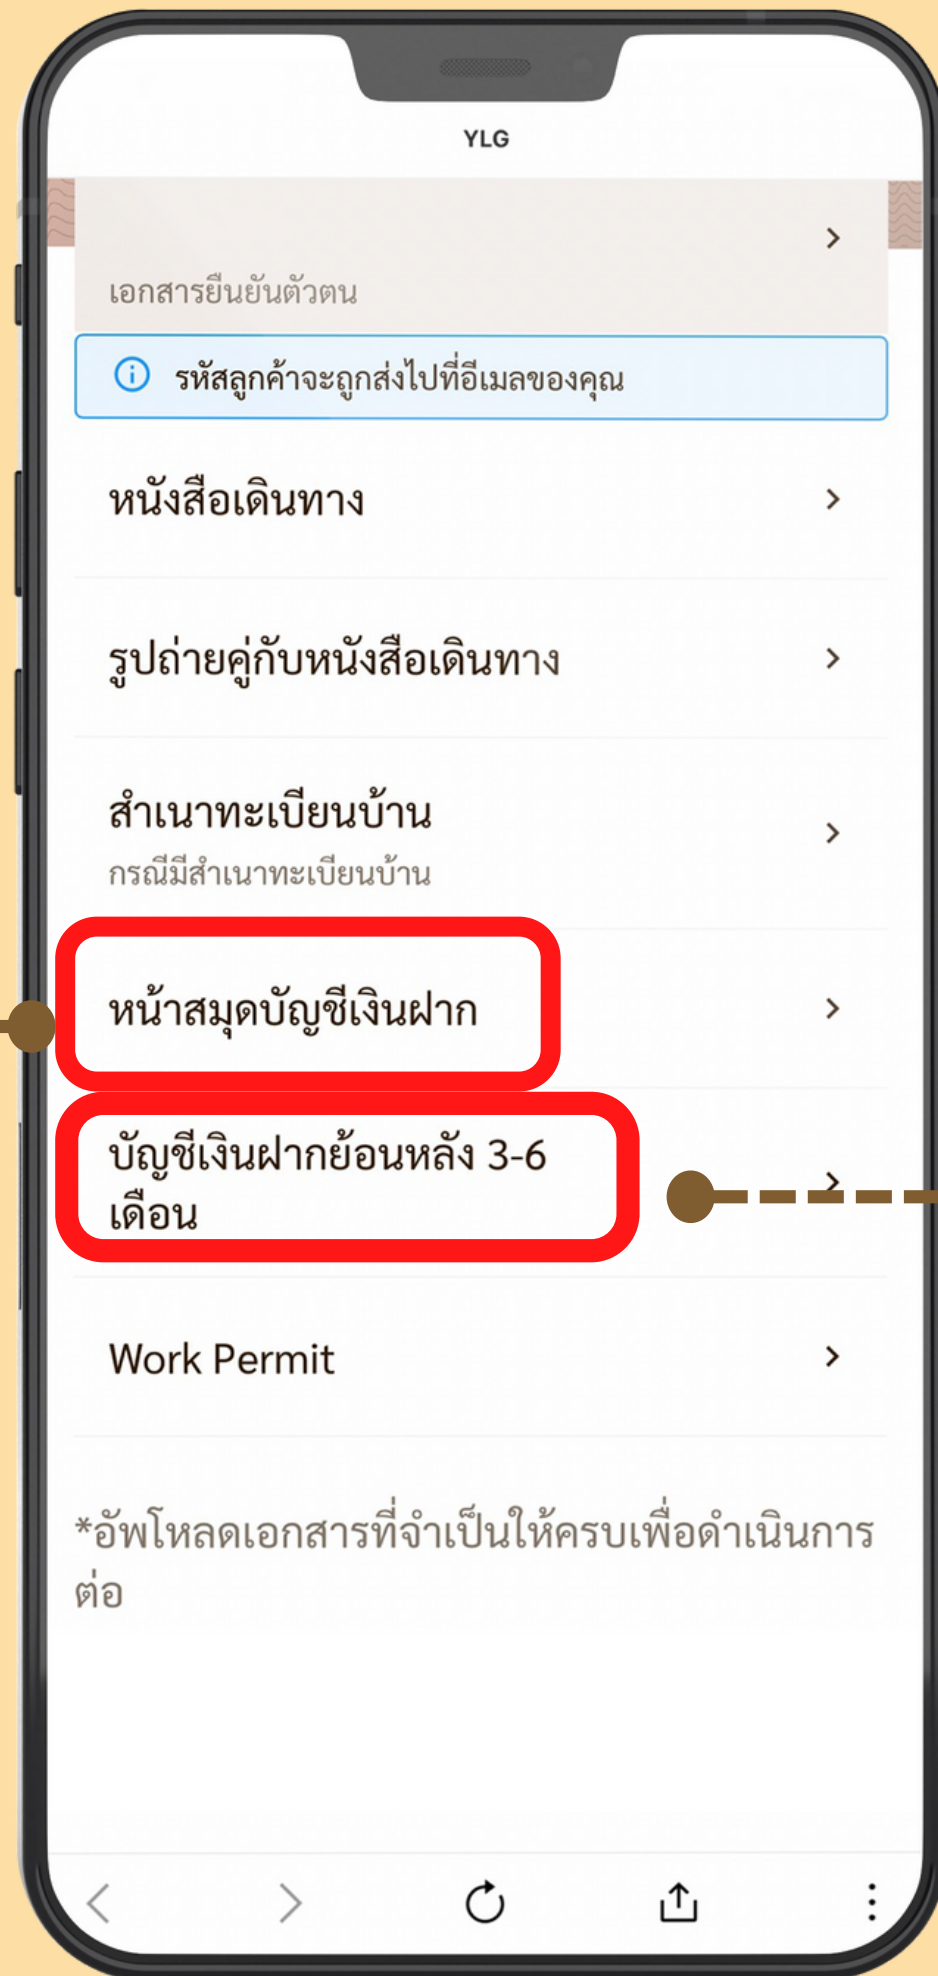 YLG
เอกสารยืนยันตัวตน
รหัสลูกค้าจะถูกส่งไปที่อีเมลของคุณ
หนังสือเดินทาง
รูปถ่ายคู่กับหนังสือเดินทาง
สำเนาทะเบียนบ้าน
กรณีมีสำเนาทะเบียนบ้าน
หน้าสมุดบัญชีเงินฝาก
บัญชีเงินฝากย้อนหลัง 3-6
เดือน
Work Permit
*อัพโหลดเอกสารที่จำเป็นให้ครบเพื่อดำเนินการ
ต่อ